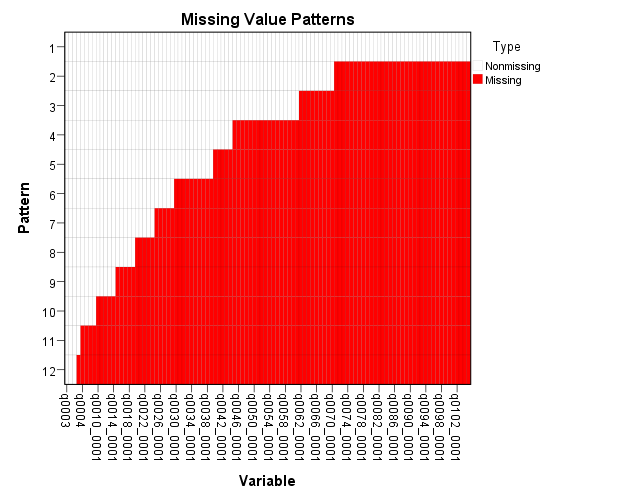 Missing Value Patterns
Type
Nonmissing
Missing
Pattern
1
2
3
4
5
6
7
8
9
10
11
12
q0003
q0004
q0010_0001
q0014_0001
q0018_0001
q0022_0001
q0026_0001
q0030_0001
q0034_0001
q0038_0001
q0042_0001
q0046_0001
q0050_0001
q0054_0001
q0058_0001
q0062_0001
q0066_0001
q0070_0001
q0074_0001
q0078_0001
q0082_0001
q0086_0001
q0090_0001
q0094_0001
q0098_0001
q0102_0001
Variable